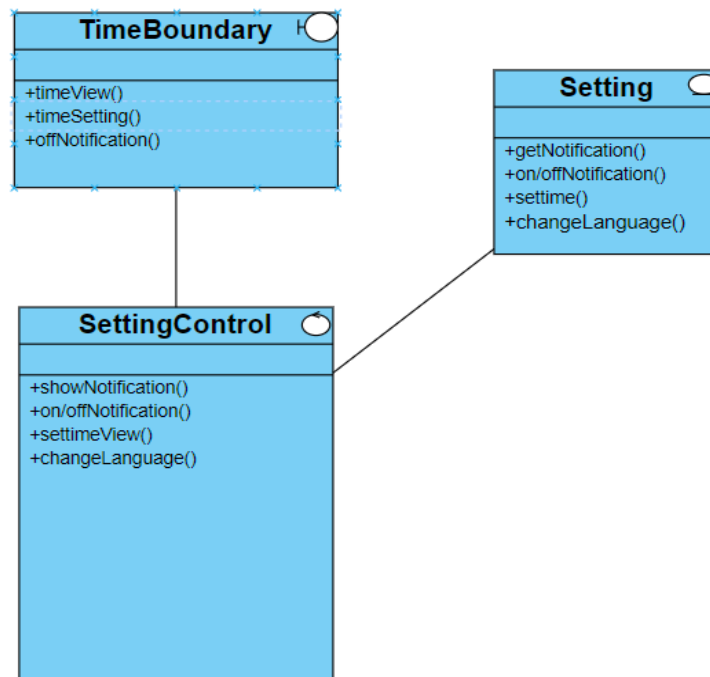 TimeBoundary
+timeView()
+timeSetting()
+offNotification()
Setting
+getNotification()
+on/offNotification()
+settime()
+changeLanguage()
SettingControl
+showNotification()
+on/offNotification()
+settimeView()
+changeLanguage()